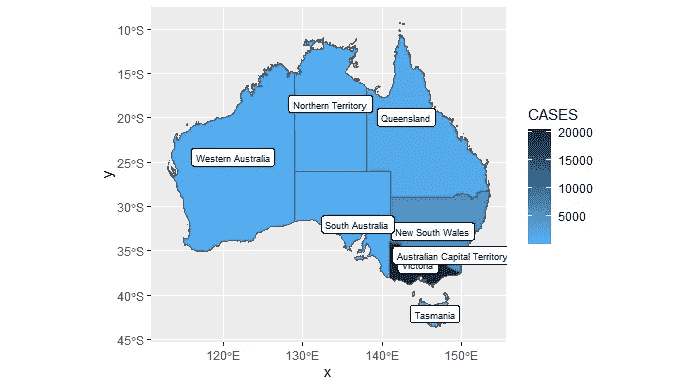 10°S
15°S
20°S
25°S
30°S
35°S
40°S
45°S
y
Northern Territory
Queensland
Western Australia
South Australia
New South Wales
Australian Capital Territory
Victoria
Tasmania
120°E 130°E 140°E 150°E
x
CASES
20000
15000
10000
5000